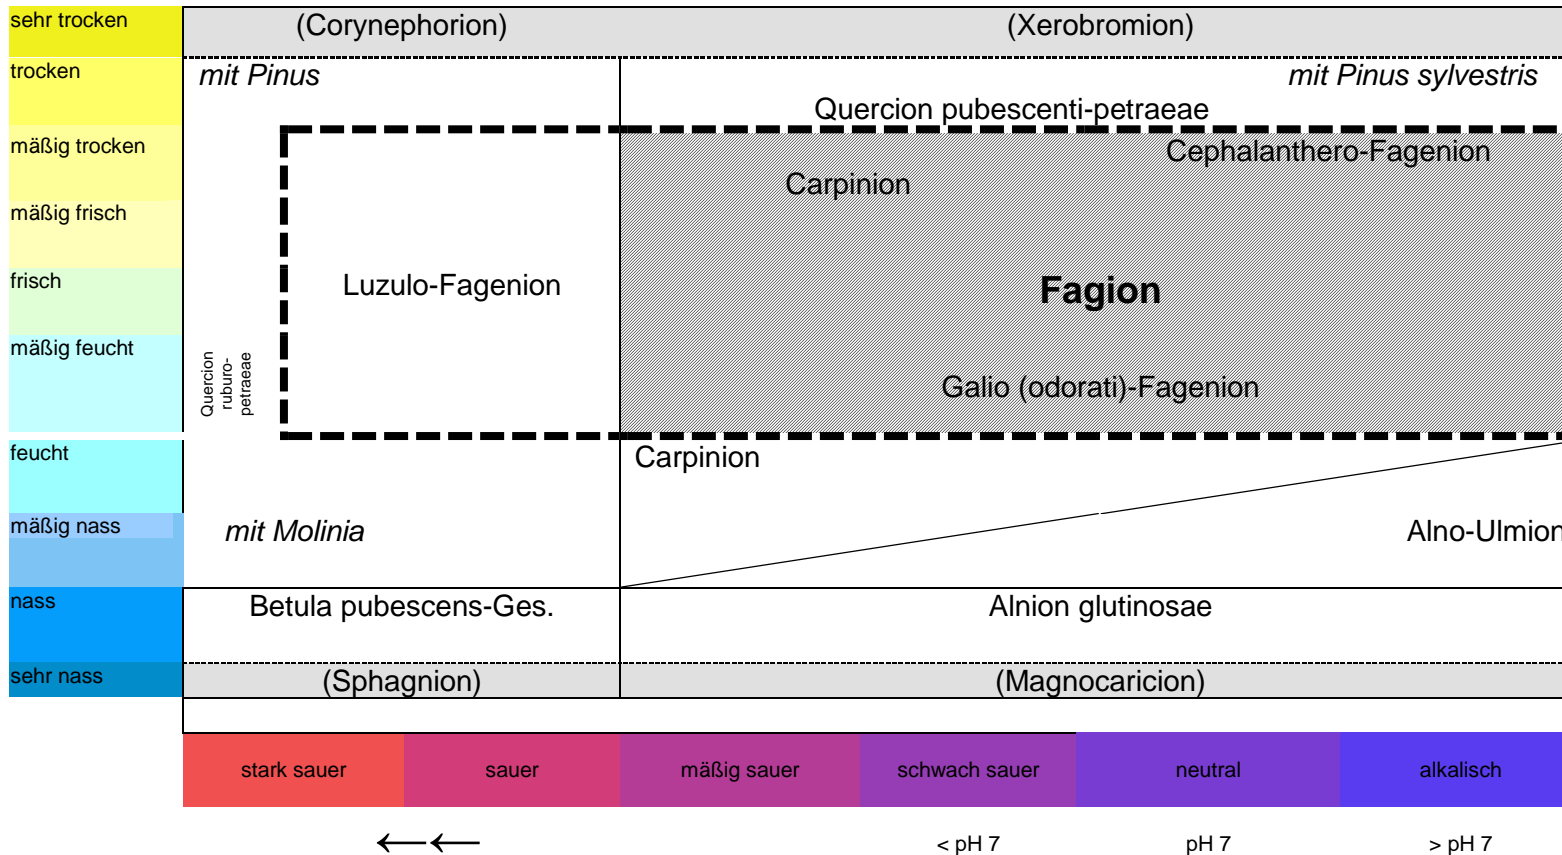 sehr trocken
(Corynephorion)
(Xerobromion)
trocken
mit Pinus
mit Pinus sylvestris
Quercion pubescenti-petraeae
mäßig trocken
Cephalanthero-Fagenion
Carpinion
mäßig frisch
frisch
Luzulo-Fagenion
Fagion
mäßig feucht
Quercion
ruburo-
petraeae
Galio (odorati)-Fagenion
feucht
Carpinion
mäßig nass
mit Molinia
Alno-Ulmion
nass
Betula pubescens-Ges.
Alnion glutinosae
sehr nass
(Sphagnion)
(Magnocaricion)
stark sauer
sauer
mäßig sauer
schwach sauer
neutral
alkalisch
←←
< pH 7
pH 7
> pH 7